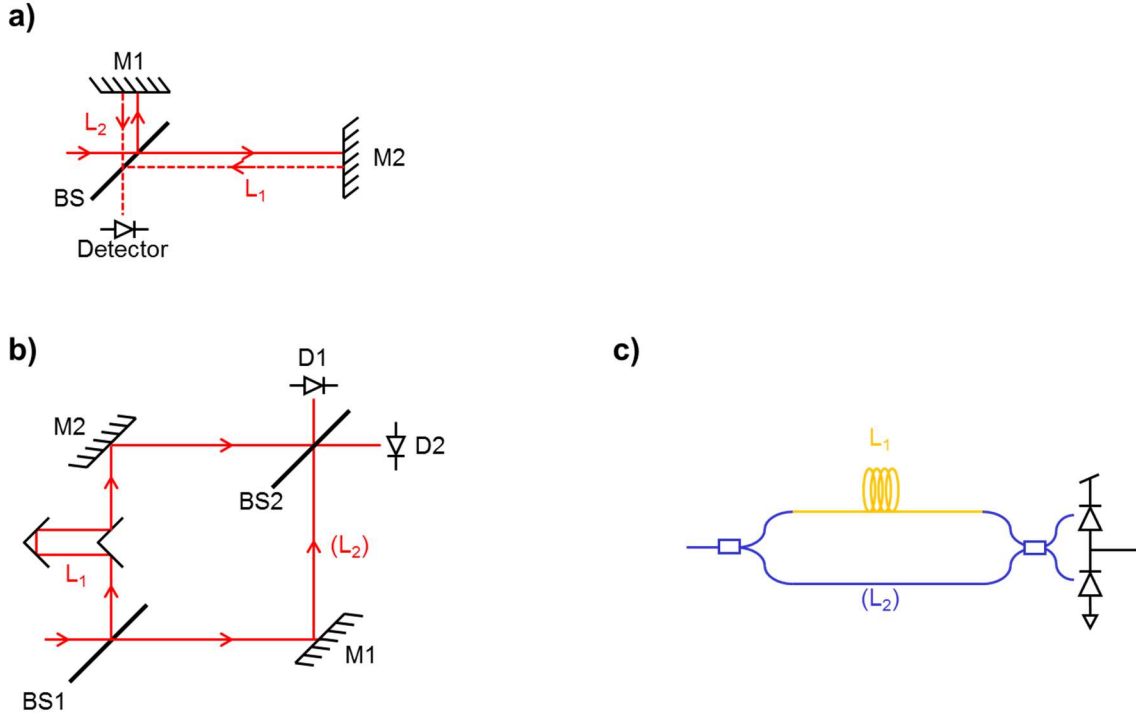 a)
M1
L₂
M2
L₁
BS
Detector
b)
D1
M2
D2
BS2
(L₂)
L₁
M1
BS1
c)
L₁
(L₂)